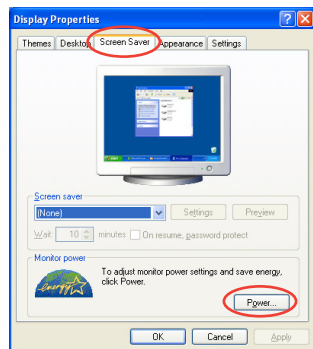 Display Properties
Themes Desktop Screen Saver Appearance Settings
start
Screen saver
(None) Settings Preview
Wait: 10 minutes On resume, password protect
Monitor power
To adjust monitor power settings and save energy,
click Power.
energy
Power...
OK Cancel Apply